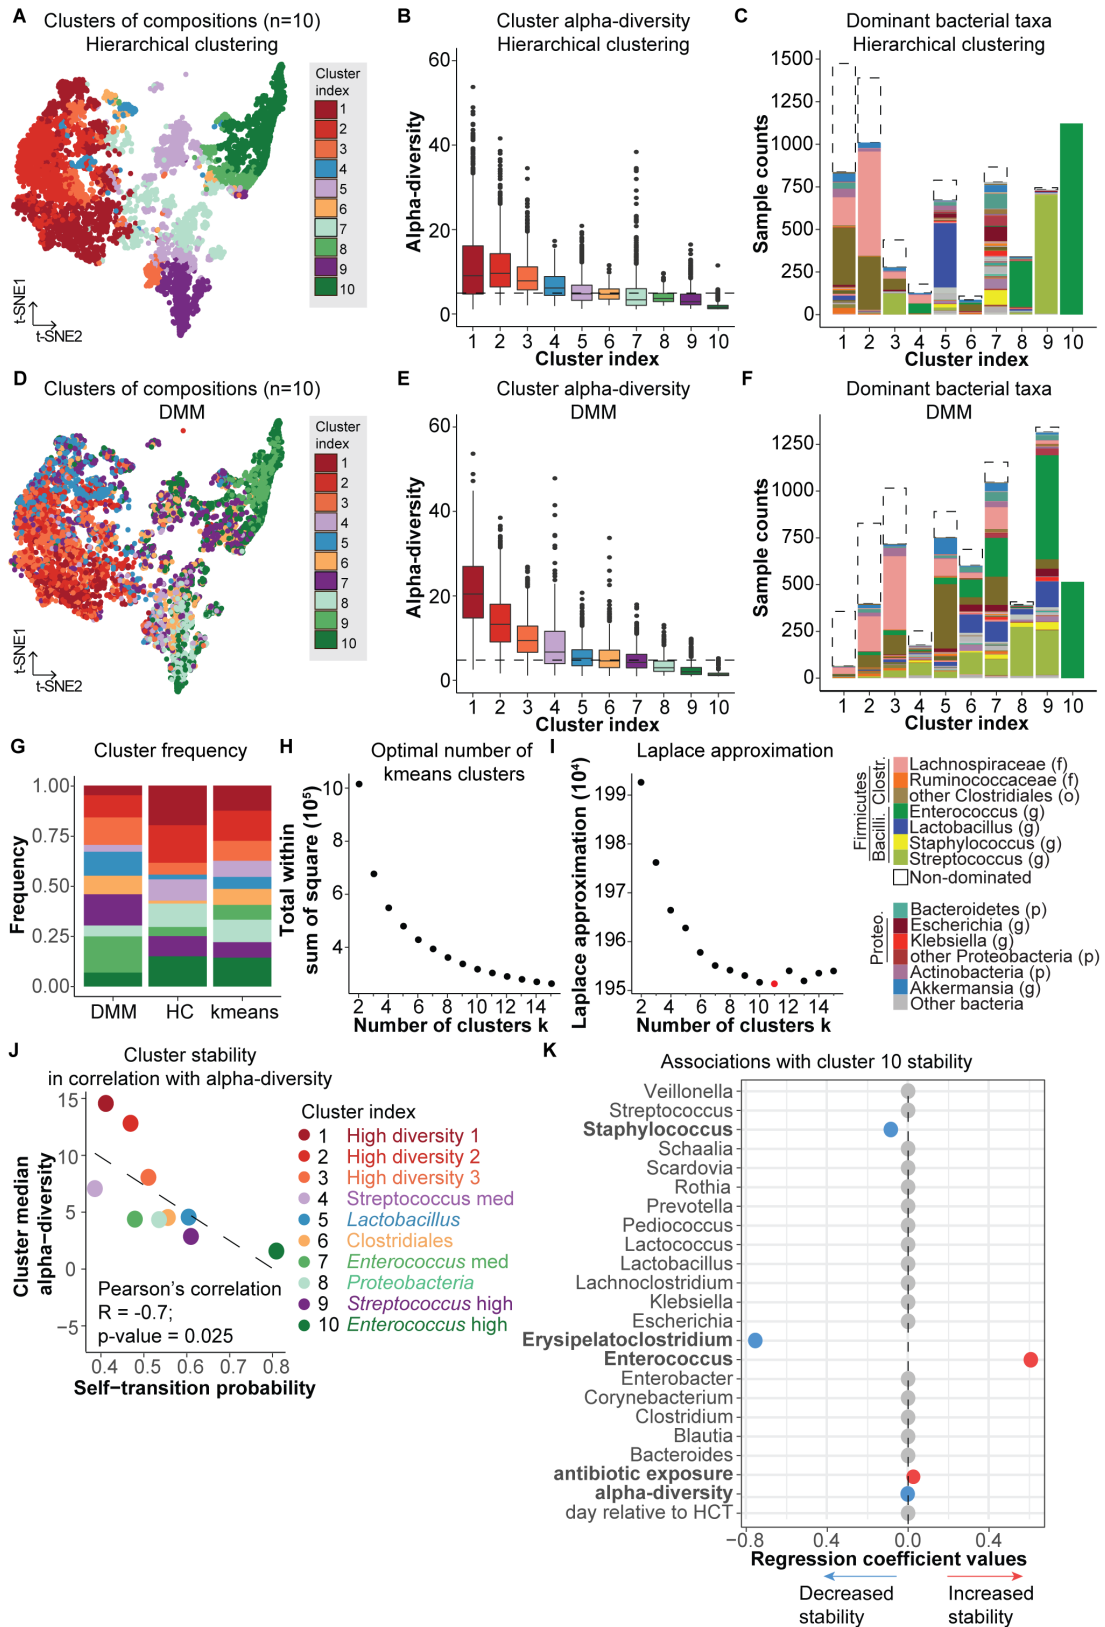 A
Clusters of compositions (n=10)
Hierarchical clustering
Cluster
index
1
2
3
4
5
6
7
8
9
10
t-SNE1
t-SNE2
B
Cluster alpha-diversity
Hierarchical clustering
Alpha-diversity
60
40
20
0
1 2 3 4 5 6 7 8 9 10
Cluster index
C
Dominant bacterial taxa
Hierarchical clustering
Sample counts
1500
1250
1000
750
500
250
0
1 2 3 4 5 6 7 8 9 10
Cluster index
D
Clusters of compositions (n=10)
DMM
Cluster
index
1
2
3
4
5
6
7
8
9
10
t-SNE1
t-SNE2
E
Cluster alpha-diversity
DMM
Alpha-diversity
60
40
20
0
1 2 3 4 5 6 7 8 9 10
Cluster index
F
Dominant bacterial taxa
DMM
Sample counts
1250
1000
750
500
250
0
1 2 3 4 5 6 7 8 9 10
Cluster index
G
Cluster frequency
Frequency
1.00
0.75
0.50
0.25
0.00
DMM HC kmeans
H
Optimal number of
kmeans clusters
Total within
sum of square (10⁵)
10
8
6
4
2 6 10 14
Number of clusters k
I
Laplace approximation
Laplace approximation (10⁴)
199
198
197
196
195
2 6 10 14
Number of clusters k
Firmicutes
Clostr.
Bacilli.
Lachnospiraceae (f)
Ruminococcaceae (f)
other Clostridiales (o)
Enterococcus (g)
Lactobacillus (g)
Staphylococcus (g)
Streptococcus (g)
Non-dominated
Proteo.
Bacteroidetes (p)
Escherichia (g)
Klebsiella (g)
other Proteobacteria (p)
Actinobacteria (p)
Akkermansia (g)
Other bacteria
J
Cluster stability
in correlation with alpha-diversity
Cluster median
alpha−diversity
15
10
5
0
−5
Pearson's correlation
R = -0.7;
p-value = 0.025
0.4 0.5 0.6 0.7 0.8
Self−transition probability
Cluster index
1 High diversity 1
2 High diversity 2
3 High diversity 3
4 Streptococcus med
5 Lactobacillus
6 Clostridiales
7 Enterococcus med
8 Proteobacteria
9 Streptococcus high
10 Enterococcus high
K
Associations with cluster 10 stability
Veillonella
Streptococcus
Staphylococcus
Schaalia
Scardovia
Rothia
Prevotella
Pediococcus
Lactococcus
Lactobacillus
Lachnoclostridium
Klebsiella
Escherichia
Erysipelatoclostridium
Enterococcus
Enterobacter
Corynebacterium
Clostridium
Blautia
Bacteroides
antibiotic exposure
alpha-diversity
day relative to HCT
−0.8 0.4 0.0 0.4
Regression coefficient values
Decreased
stability
Increased
stability